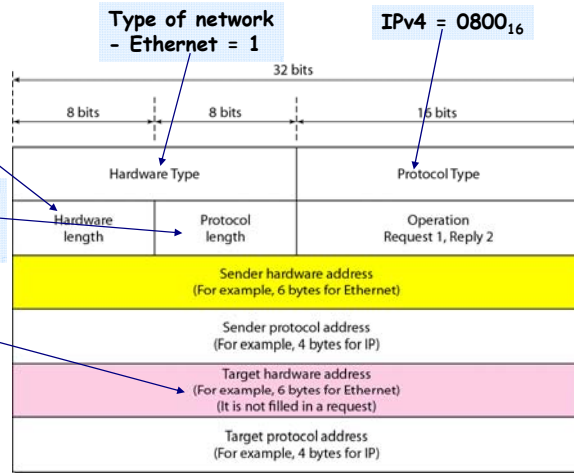 Type of network
- Ethernet = 1
IPv4 = 0800₁₆
32 bits
8 bits
8 bits
16 bits
Hardware Type
Protocol Type
Hardware
length
Protocol
length
Operation
Request 1, Reply 2
Sender hardware address
(For example, 6 bytes for Ethernet)
Sender protocol address
(For example, 4 bytes for IP)
Target hardware address
(For example, 6 bytes for Ethernet)
(It is not filled in a request)
Target protocol address
(For example, 4 bytes for IP)